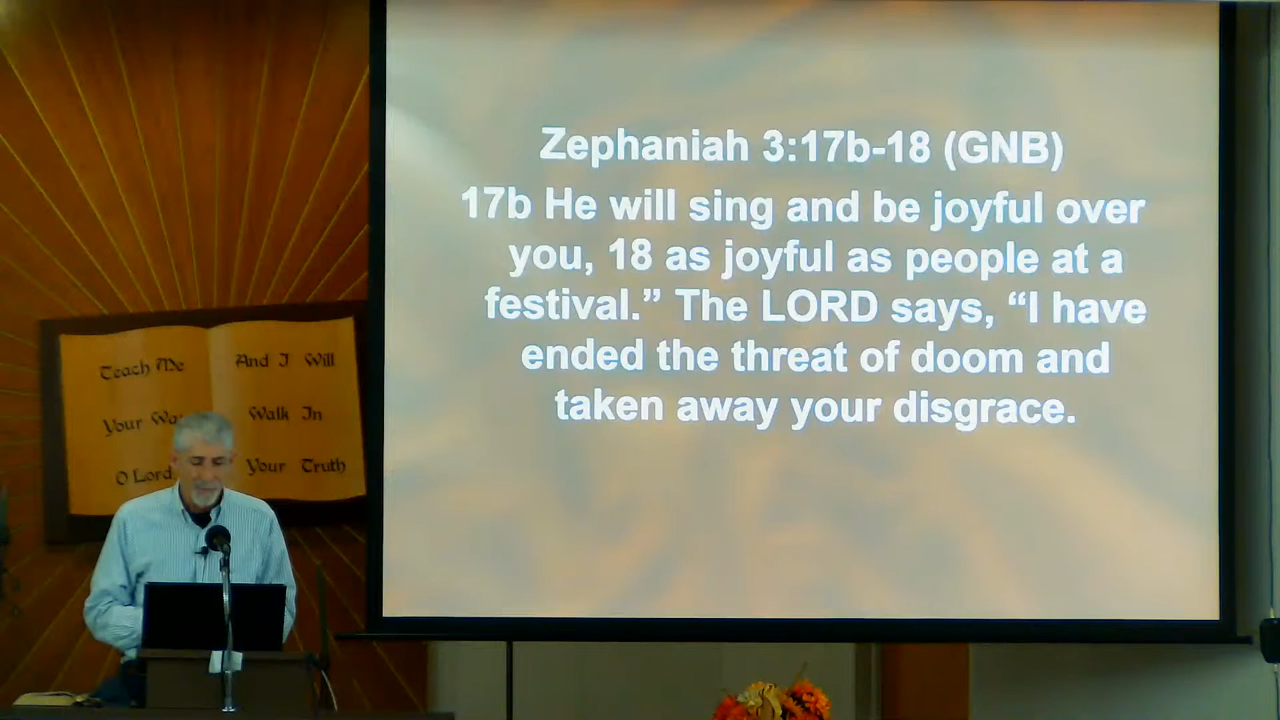 Zephaniah 3:17b-18 (GNB)
17b He will sing and be joyful over
you, 18 as joyful as people at a
festival.” The LORD says, “I have
ended the threat of doom and
taken away your disgrace.
Teach Me
Your
O Lord
And I Will
Walk In
Your Truth